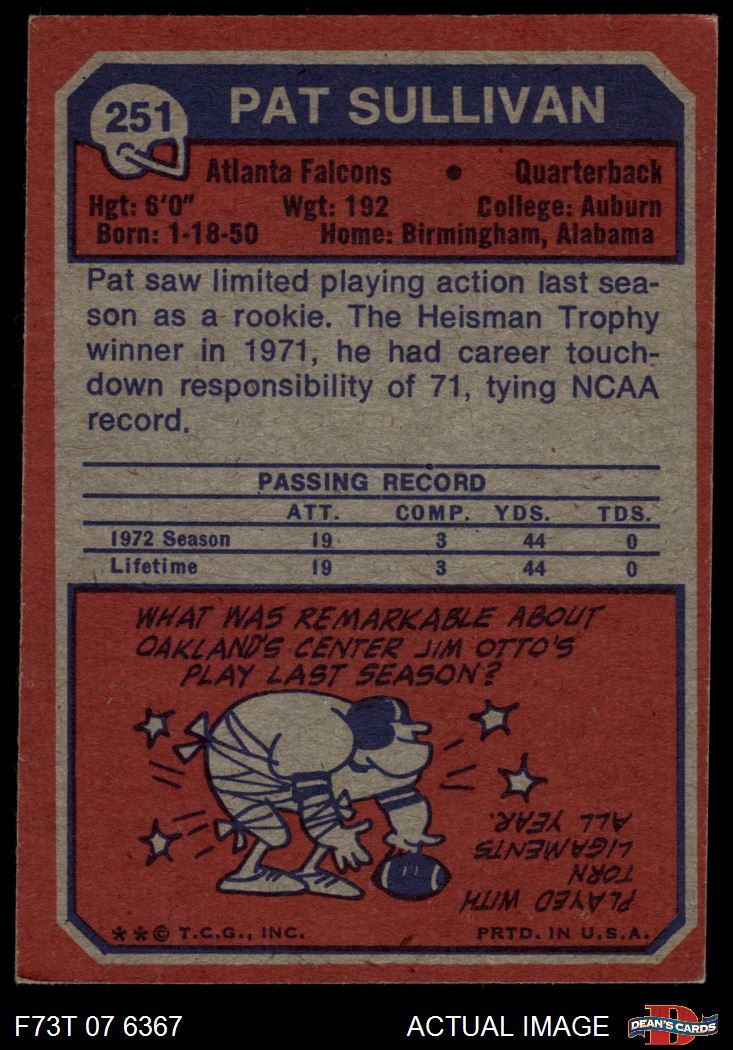 251
PAT SULLIVAN
Atlanta Falcons • Quarterback
Hgt: 6'0" Wgt: 192 College: Auburn
Born: 1-18-50 Home: Birmingham, Alabama
Pat saw limited playing action last sea-
son as a rookie. The Heisman Trophy
winner in 1971, he had career touch-
down responsibility of 71, tying NCAA
record.
PASSING RECORD
ATT. COMP. YDS. TDS.
1972 Season 19 3 44 0
Lifetime 19 3 44 0
WHAT WAS REMARKABLE ABOUT
OAKLAND'S CENTER JIM OTTO'S
PLAY LAST SEASON?
PLAYED WITH
TORN
LIGAMENTS
ALL YEAR.
**© T.C.G., INC. PRTD. IN U.S.A.
F73T 07 6367 ACTUAL IMAGE D DEAN'S CARDS